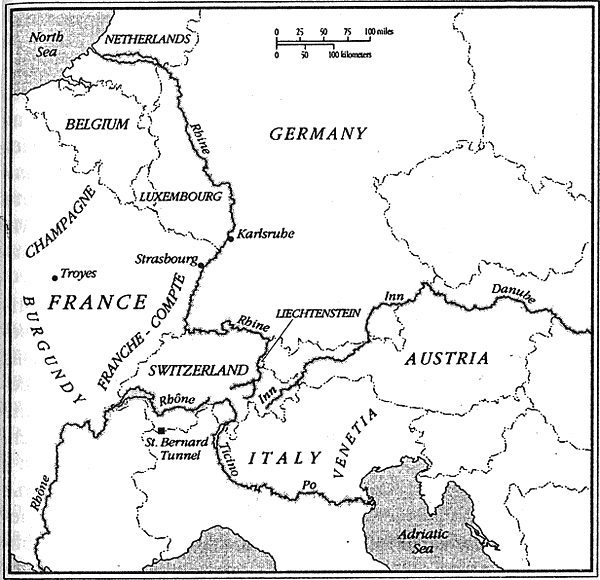 North
Sea
NETHERLANDS
0 25 50 75 100 miles
0 50 100 kilometers
BELGIUM
Rhine
GERMANY
LUXEMBOURG
CHAMPAGNE
Karlsruhe
Strasbourg
Troyes
FRANCE
FRANCHE-COMPTE
BURGUNDY
Inn
Danube
Rhine
LIECHTENSTEIN
SWITZERLAND
AUSTRIA
Inn
Rhône
St. Bernard
Tunnel
Ticino
ITALY
VENETIA
Po
Rhône
Adriatic
Sea